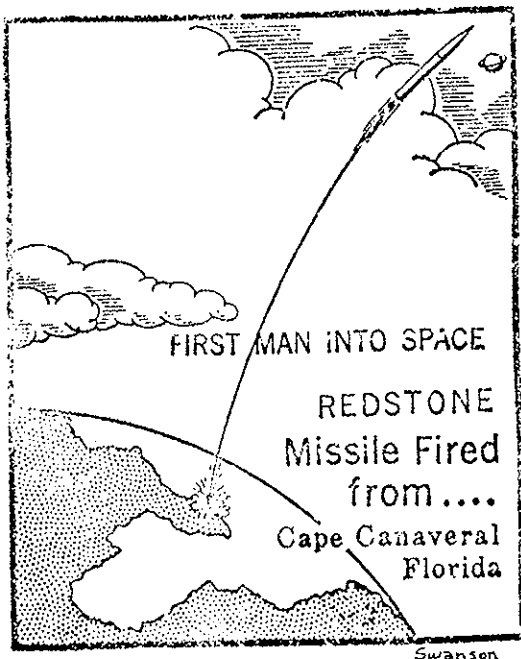 FIRST MAN INTO SPACE
REDSTONE
Missile Fired
from ....
Cape Canaveral
Florida
Swanson